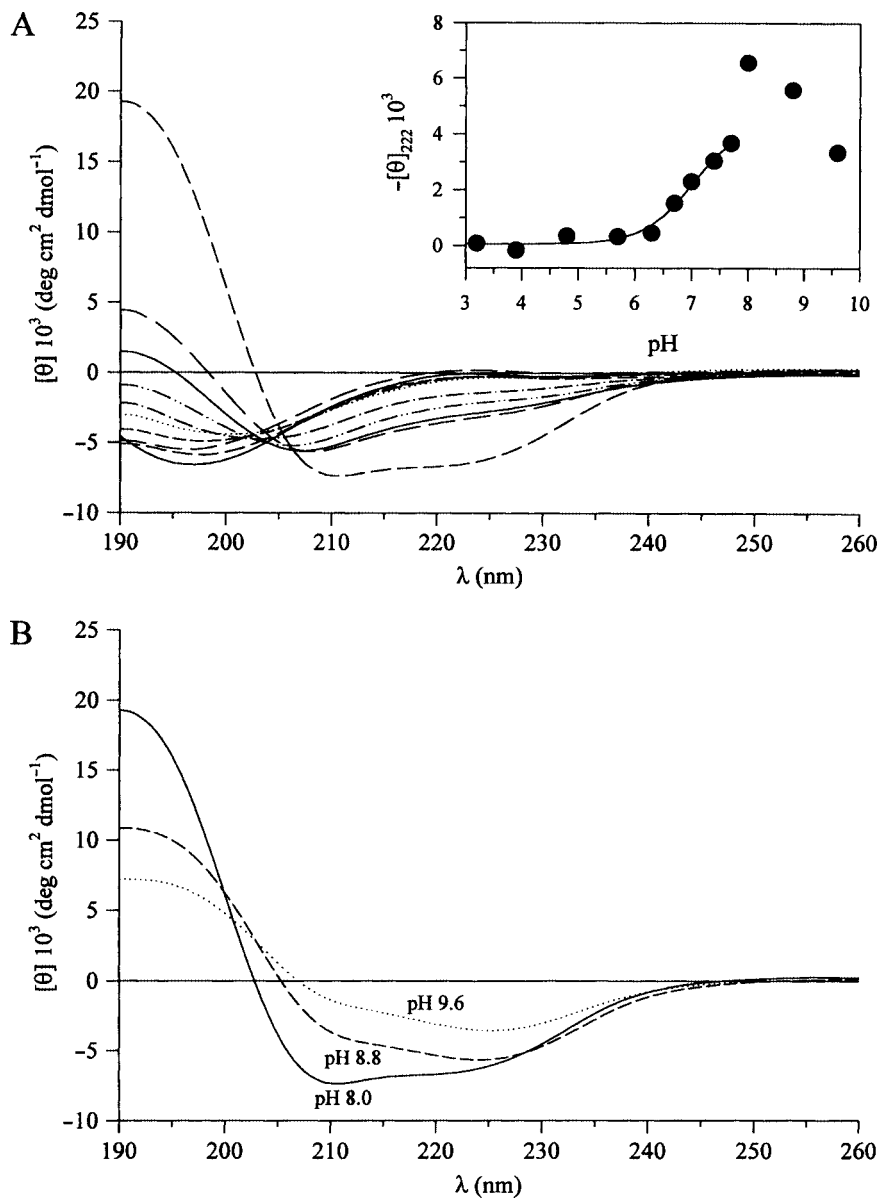 A
25
20
15
10
5
0
−5
−10
[θ] 10³ (deg cm² dmol⁻¹)
190 200 210 220 230 240 250 260
λ (nm)
8
6
4
2
0
−[θ]₂₂₂ 10³
3 4 5 6 7 8 9 10
pH
B
25
20
15
10
5
0
−5
−10
[θ] 10³ (deg cm² dmol⁻¹)
pH 9.6
pH 8.8
pH 8.0
190 200 210 220 230 240 250 260
λ (nm)